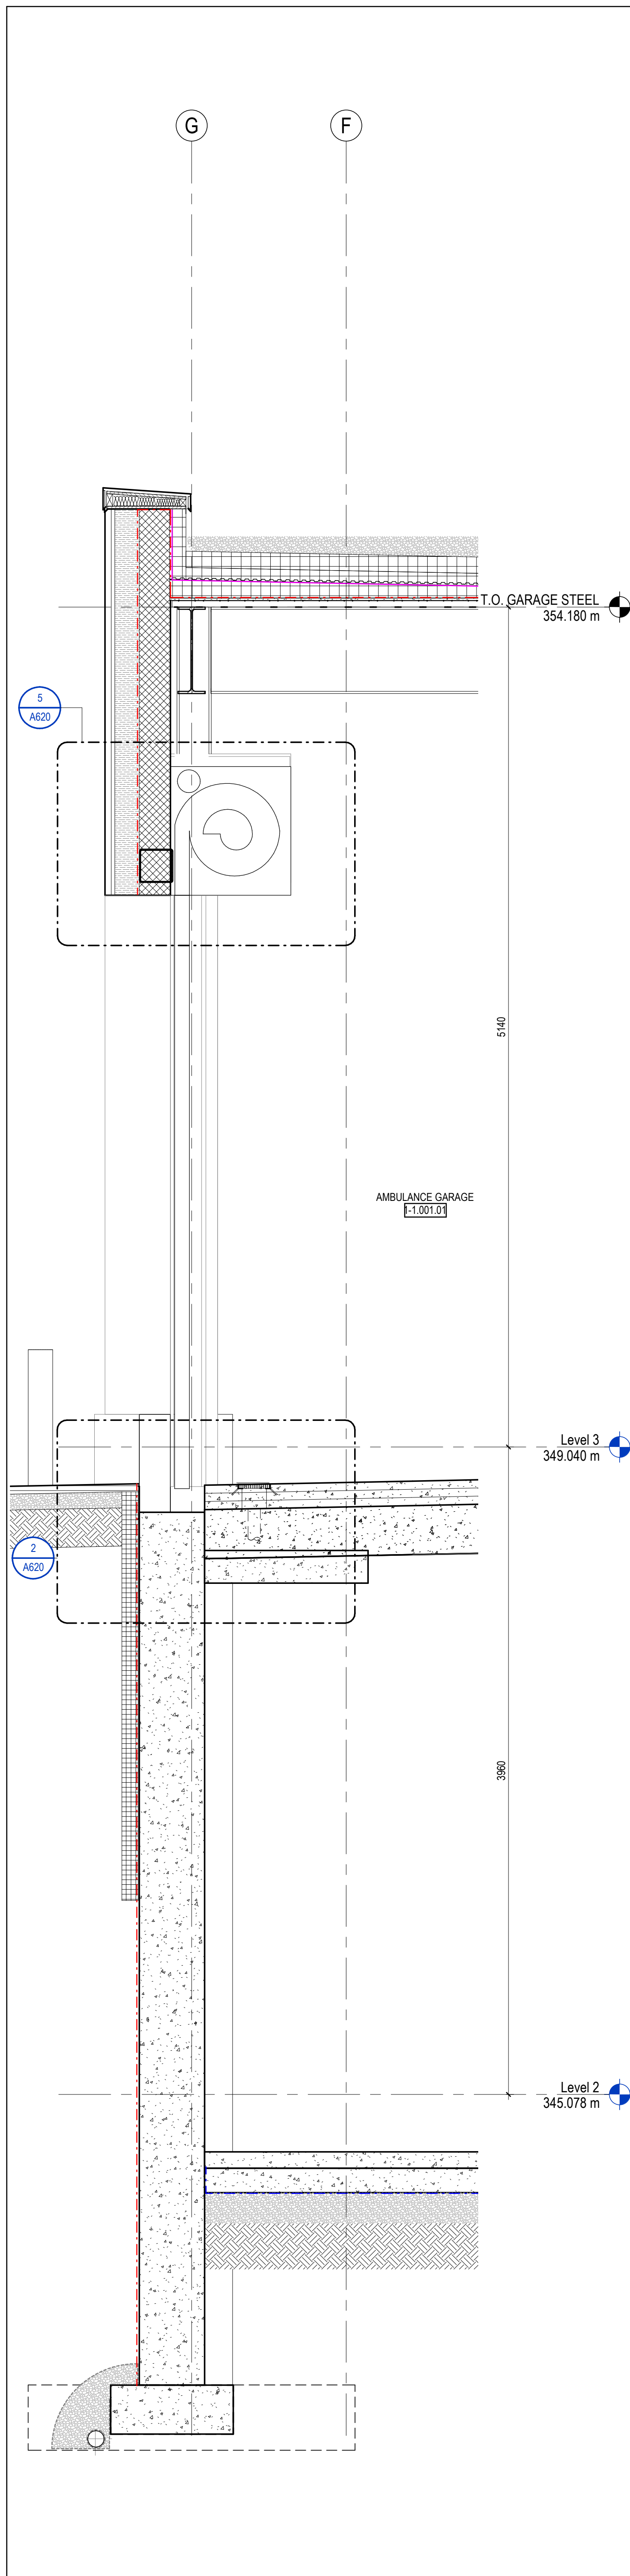 G
F
T.O. GARAGE STEEL
354.180 m
5
A620
5140
AMBULANCE GARAGE
1-1.001.01
Level 3
349.040 m
2
A620
3960
Level 2
345.078 m